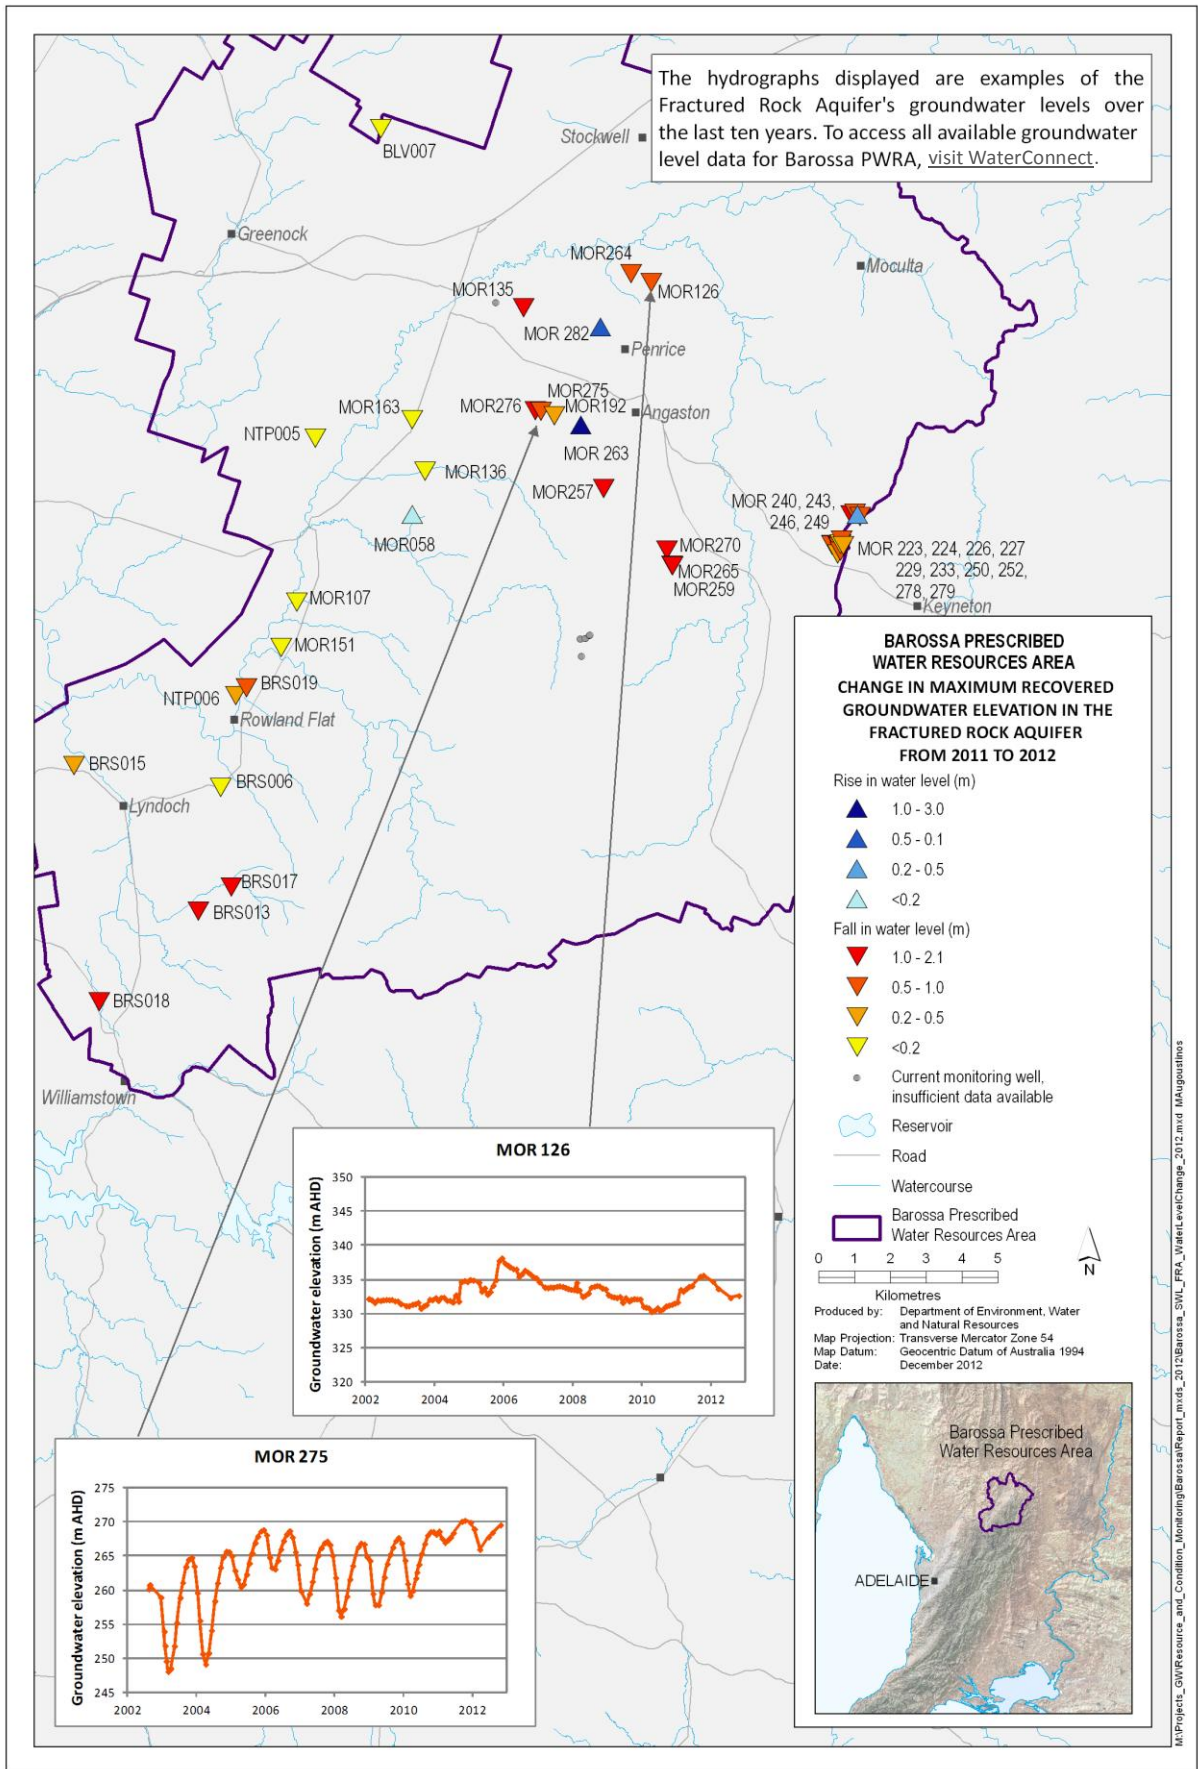 The hydrographs displayed are examples of the
Fractured Rock Aquifer's groundwater levels over
the last ten years. To access all available groundwater
level data for Barossa PWRA, visit WaterConnect.
Stockwell
BLV007
Greenock
Moculta
MOR264
MOR126
MOR135
MOR 282
Penrice
MOR275
MOR276
MOR192
Angaston
MOR163
NTP005
MOR 263
MOR136
MOR257
MOR058
MOR 240, 243,
246, 249
MOR270
MOR265
MOR259
MOR 223, 224, 226, 227
229, 233, 250, 252,
278, 279
Keyneton
MOR107
MOR151
BRS019
NTP006
Rowland Flat
BRS015
BRS006
Lyndoch
BRS017
BRS013
BRS018
Williamstown
BAROSSA PRESCRIBED
WATER RESOURCES AREA
CHANGE IN MAXIMUM RECOVERED
GROUNDWATER ELEVATION IN THE
FRACTURED ROCK AQUIFER
FROM 2011 TO 2012
Rise in water level (m)
1.0 - 3.0
0.5 - 0.1
0.2 - 0.5
<0.2
Fall in water level (m)
1.0 - 2.1
0.5 - 1.0
0.2 - 0.5
<0.2
Current monitoring well,
insufficient data available
Reservoir
Road
Watercourse
Barossa Prescribed
Water Resources Area
0 1 2 3 4 5
Kilometres
N
Produced by: Department of Environment, Water
and Natural Resources
Map Projection: Transverse Mercator Zone 54
Map Datum: Geocentric Datum of Australia 1994
Date: December 2012
Barossa Prescribed
Water Resources Area
ADELAIDE
MOR 126
Groundwater elevation (m AHD)
350
345
340
335
330
325
320
2002 2004 2006 2008 2010 2012
MOR 275
Groundwater elevation (m AHD)
275
270
265
260
255
250
245
2002 2004 2006 2008 2010 2012
M:\Projects_GW\Resource_and_Condition_Monitoring\Barossa\Report_mxds_2012\Barossa_SWL_FRA_WaterLevelChange_2012.mxd MAugoustinos